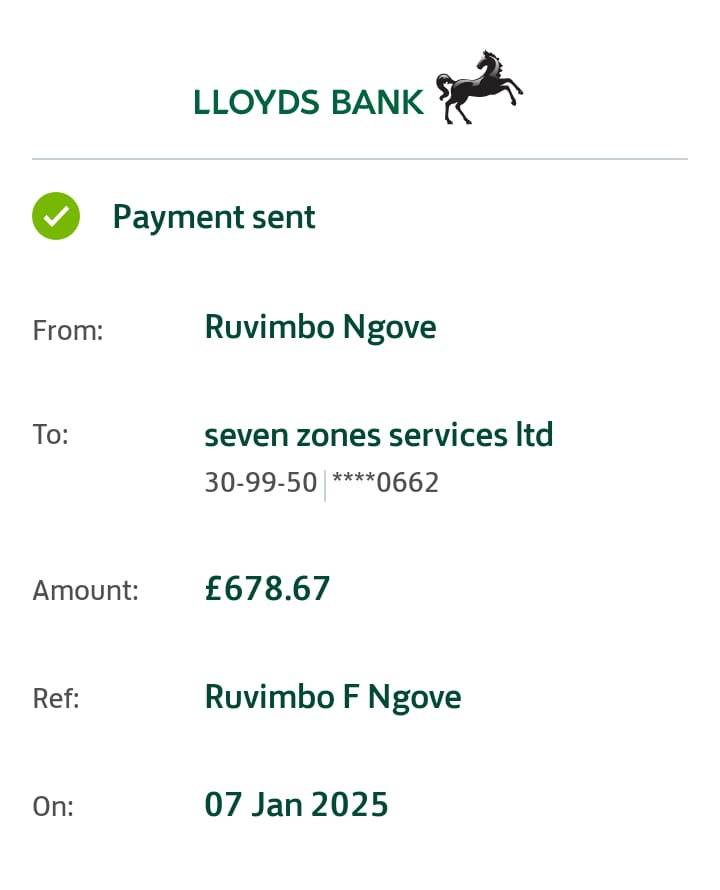 LLOYDS BANK
Payment sent
From: Ruvimbo Ngove
To: seven zones services ltd
30-99-50 | ****0662
Amount: £678.67
Ref: Ruvimbo F Ngove
On: 07 Jan 2025